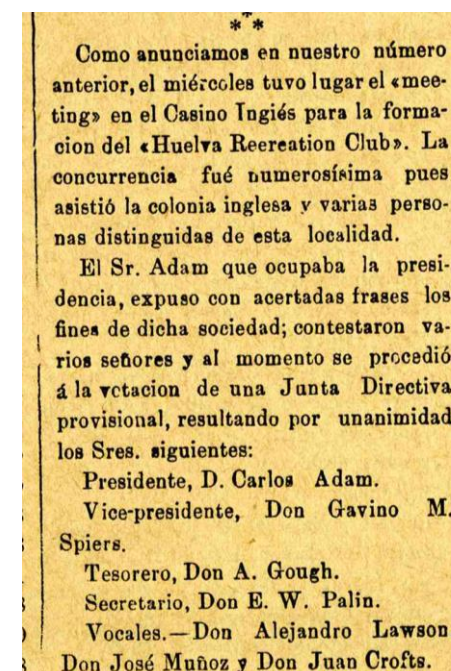 ***
Como anunciamos en nuestro número
anterior, el miércoles tuvo lugar el «mee-
ting» en el Casino Ingiés para la forma-
cion del «Huelva Reereation Club». La
concurrencia fué numerosísima pues
asistió la colonia inglesa y varias perso-
nas distinguidas de esta localidad.
El Sr. Adam que ocupaba la presi-
dencia, expuso con acertadas frases los
fines de dicha sociedad; contestaron va-
rios señores y al momento se procedió
á la votacion de una Junta Directiva
provisional, resultando por unanimidad
los Sres. siguientes:
Presidente, D. Carlos Adam.
Vice-presidente, Don Gavino M.
Spiers.
Tesorero, Don A. Gough.
Secretario, Don E. W. Palin.
Vocales.—Don Alejandro Lawson
Don José Muñoz y Don Juan Crofts.